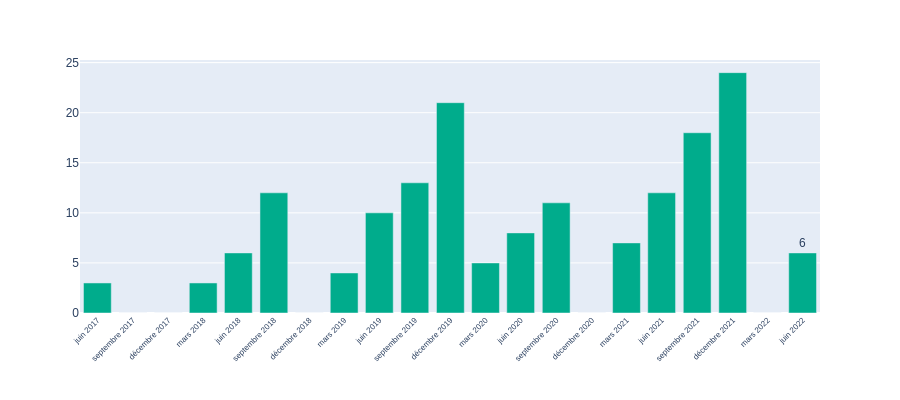 25
20
15
10
5
0
6
juin 2017
septembre 2017
décembre 2017
mars 2018
juin 2018
septembre 2018
décembre 2018
mars 2019
juin 2019
septembre 2019
décembre 2019
mars 2020
juin 2020
septembre 2020
décembre 2020
mars 2021
juin 2021
septembre 2021
décembre 2021
mars 2022
juin 2022